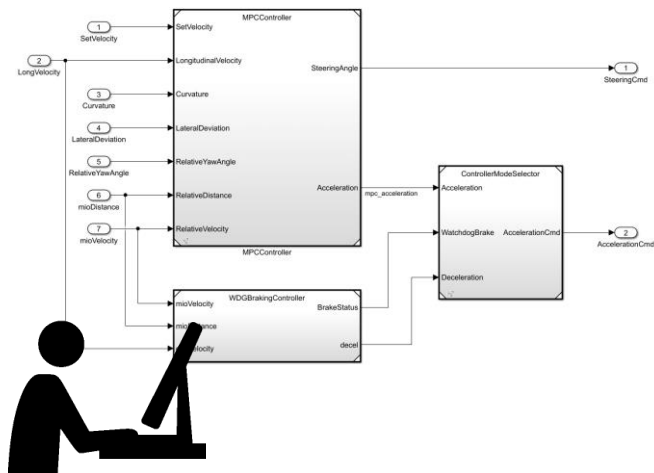 MPCController
1
SetVelocity
SetVelocity
2
LongVelocity
LongitudinalVelocity
SteeringAngle
1
SteeringCmd
3
Curvature
Curvature
4
LateralDeviation
LateralDeviation
5
RelativeYawAngle
RelativeYawAngle
6
mioDistance
RelativeDistance
Acceleration
mpc_acceleration
7
mioVelocity
RelativeVelocity
MPCController
ControllerModeSelector
Acceleration
WatchdogBrake
AccelerationCmd
2
AccelerationCmd
Deceleration
WDGBrakingController
mioVelocity
BrakeStatus
decel